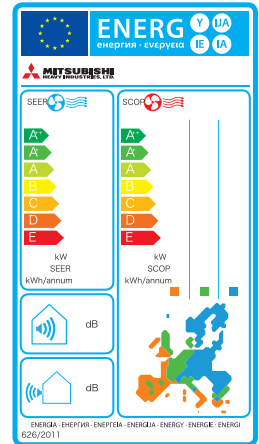 ENERG Y IJA
енергия · ενεργεια IE IA
MITSUBISHI
HEAVY INDUSTRIES, LTD.
SEER SCOP
A++ A++
A+ A+
A A
B B
C C
D D
E E
kW kW
SEER SCOP
kWh/annum kWh/annum
dB
dB
ENERGIA · ЕНЕРГИЯ · ΕΝΕΡΓΕΙΑ · ENERGIJA · ENERGY · ENERGIE · ENERGI
626/2011